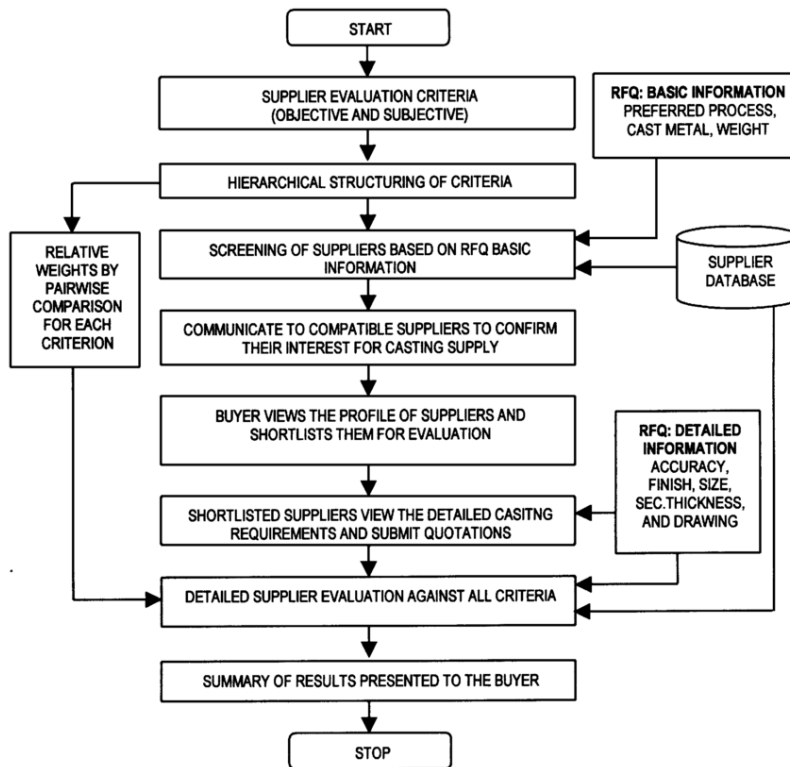 START
SUPPLIER EVALUATION CRITERIA
(OBJECTIVE AND SUBJECTIVE)
RFQ: BASIC INFORMATION
PREFERRED PROCESS,
CAST METAL, WEIGHT
HIERARCHICAL STRUCTURING OF CRITERIA
RELATIVE
WEIGHTS BY
PAIRWISE
COMPARISON
FOR EACH
CRITERION
SCREENING OF SUPPLIERS BASED ON RFQ BASIC
INFORMATION
SUPPLIER
DATABASE
COMMUNICATE TO COMPATIBLE SUPPLIERS TO CONFIRM
THEIR INTEREST FOR CASTING SUPPLY
BUYER VIEWS THE PROFILE OF SUPPLIERS AND
SHORTLISTS THEM FOR EVALUATION
RFQ: DETAILED
INFORMATION
ACCURACY,
FINISH, SIZE,
SEC.THICKNESS,
AND DRAWING
SHORTLISTED SUPPLIERS VIEW THE DETAILED CASITNG
REQUIREMENTS AND SUBMIT QUOTATIONS
DETAILED SUPPLIER EVALUATION AGAINST ALL CRITERIA
SUMMARY OF RESULTS PRESENTED TO THE BUYER
STOP